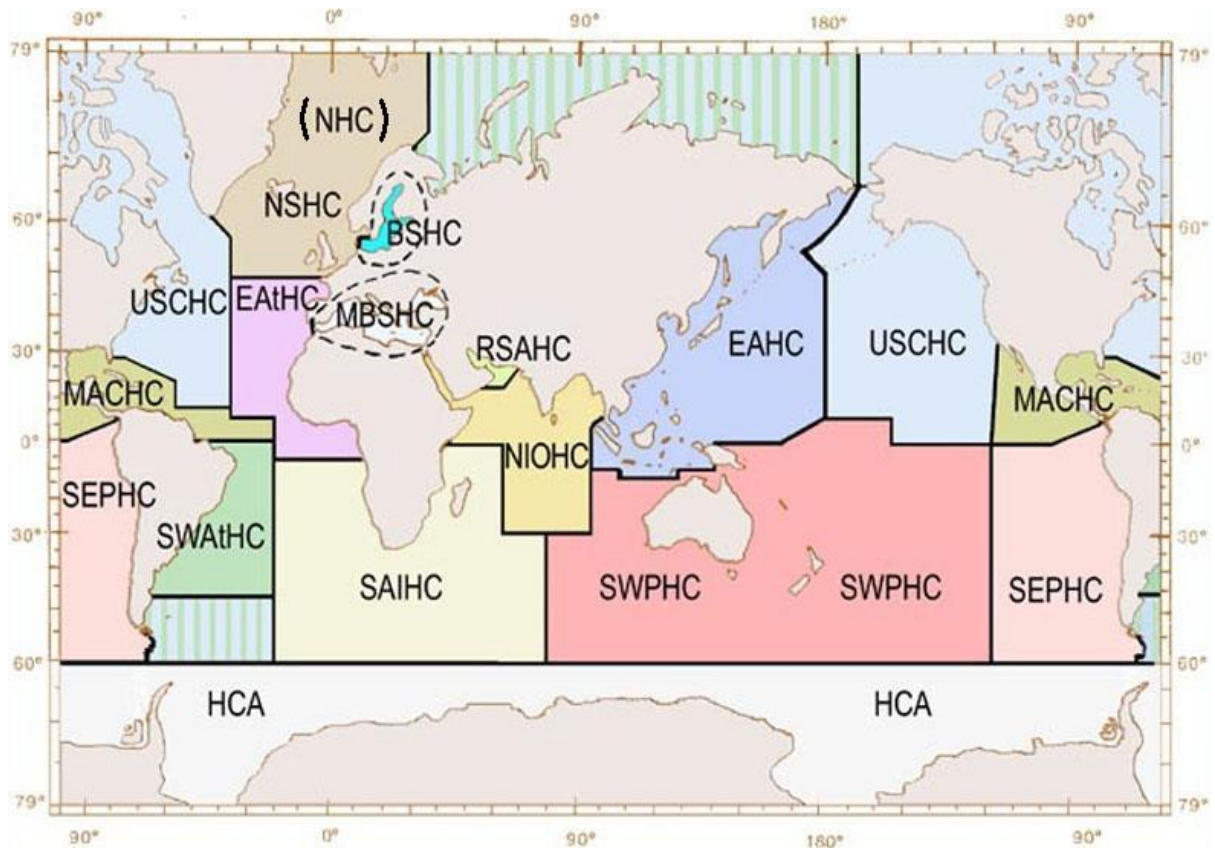 90° 0° 90° 180° 90°
79° 79°
(NHC)
NSHC
60° 60°
BSHC
USCHC EAtHC MBSHC
RSAHC EAHC USCHC
30° 30°
MACHC MACHC
0° 0°
NIOHC
SEPHC
SWAtHC
30° 30°
SAIHC SWPHC SWPHC SEPHC
60° 60°
HCA HCA
79° 79°
90° 0° 90° 180° 90°